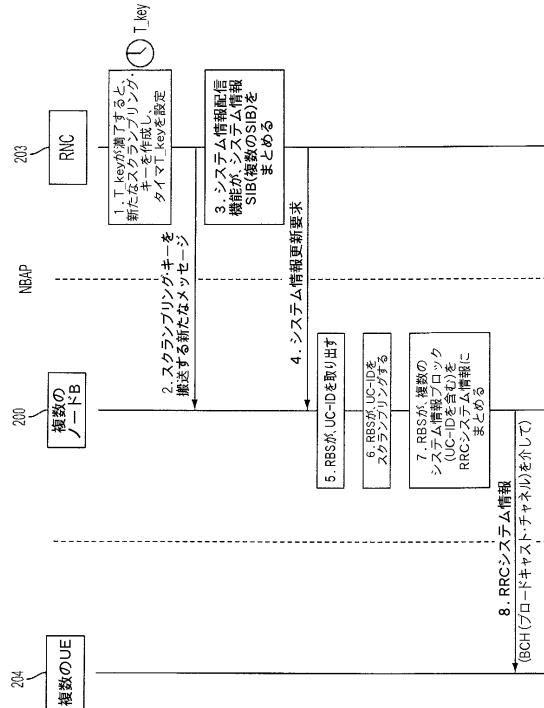 203
RNC
T_key
1. T_keyが満了すると、
新たなスクランブリング・
キーを作成し、
タイマT_keyを設定
3. システム情報配信
機能が、システム情報
SIB(複数のSIB)を
まとめる
NBAP
2. スクランブリング・キーを
搬送する新たなメッセージ
4. システム情報更新要求
200
複数の
ノードB
5. RBSが、UC-IDを取り出す
6. RBSが、UC-IDを
スクランブリングする
7. RBSが、複数の
システム情報ブロック
(UC-IDを含む)を
RRCシステム情報に
まとめる
8. RRCシステム情報
(BCH(ブロードキャスト・チャネル)を介して)
204
複数のUE